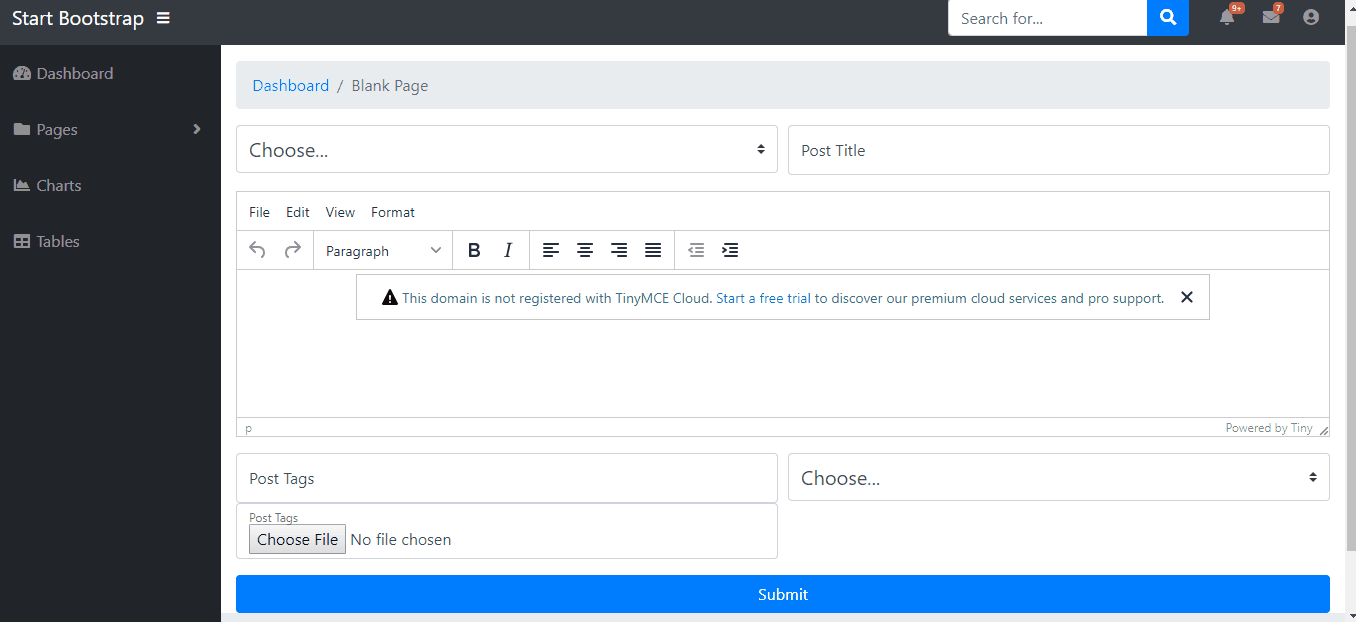 Start Bootstrap
Search for...
9+
7
Dashboard
Pages
Charts
Tables
Dashboard / Blank Page
Choose...
Post Title
File Edit View Format
Paragraph B I
This domain is not registered with TinyMCE Cloud. Start a free trial to discover our premium cloud services and pro support.
p
Powered by Tiny
Post Tags
Choose...
Post Tags
Choose File No file chosen
Submit